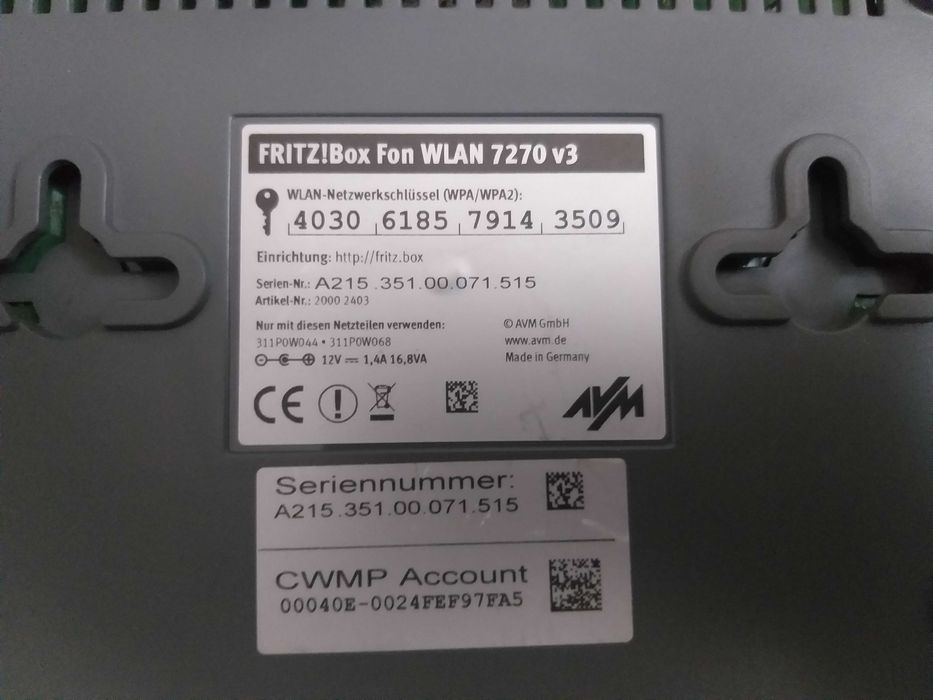 FRITZ!Box Fon WLAN 7270 v3
WLAN-Netzwerkschlüssel (WPA/WPA2):
4030 6185 7914 3509
Einrichtung: http://fritz.box
Serien-Nr.: A215.351.00.071.515
Artikel-Nr.: 2000 2403
Nur mit diesen Netzteilen verwenden:
311P0W044 • 311P0W068
12V 1,4A 16,8VA
© AVM GmbH
www.avm.de
Made in Germany
CE
AVM
Seriennummer:
A215.351.00.071.515
CWMP Account
00040E-0024FEF97FA5